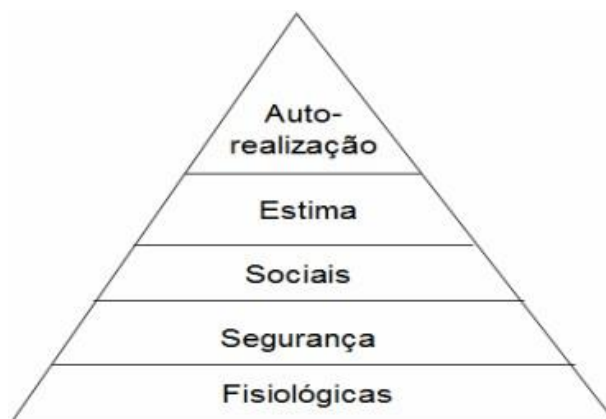 Auto-
realização
Estima
Sociais
Segurança
Fisiológicas